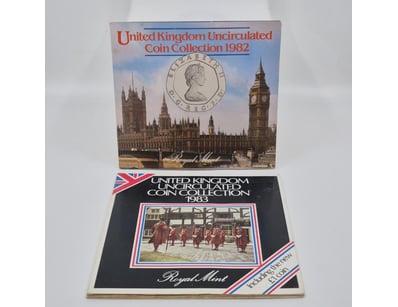 United Kingdom Uncirculated
Coin Collection 1982
ELIZABETH II
D·G·REG·F·D
Royal Mint
UNITED KINGDOM
UNCIRCULATED
COIN COLLECTION
1983
Royal Mint
including the new
£1 coin